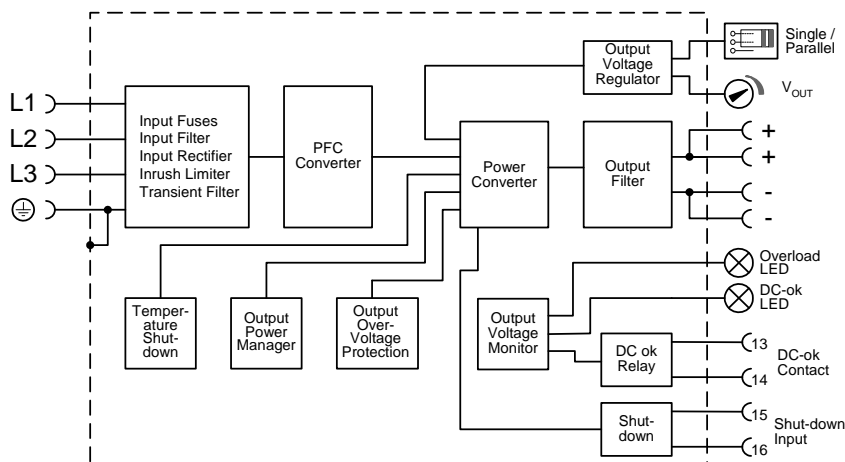 Single /
Parallel
Output
Voltage
Regulator
V_OUT
L1
L2
L3
Input Fuses
Input Filter
Input Rectifier
Inrush Limiter
Transient Filter
PFC
Converter
Power
Converter
Output
Filter
+
+
-
-
Temper-
ature
Shut-
down
Output
Power
Manager
Output
Over-
Voltage
Protection
Output
Voltage
Monitor
Overload
LED
DC-ok
LED
DC ok
Relay
13
14
DC-ok
Contact
Shut-
down
15
16
Shut-down
Input